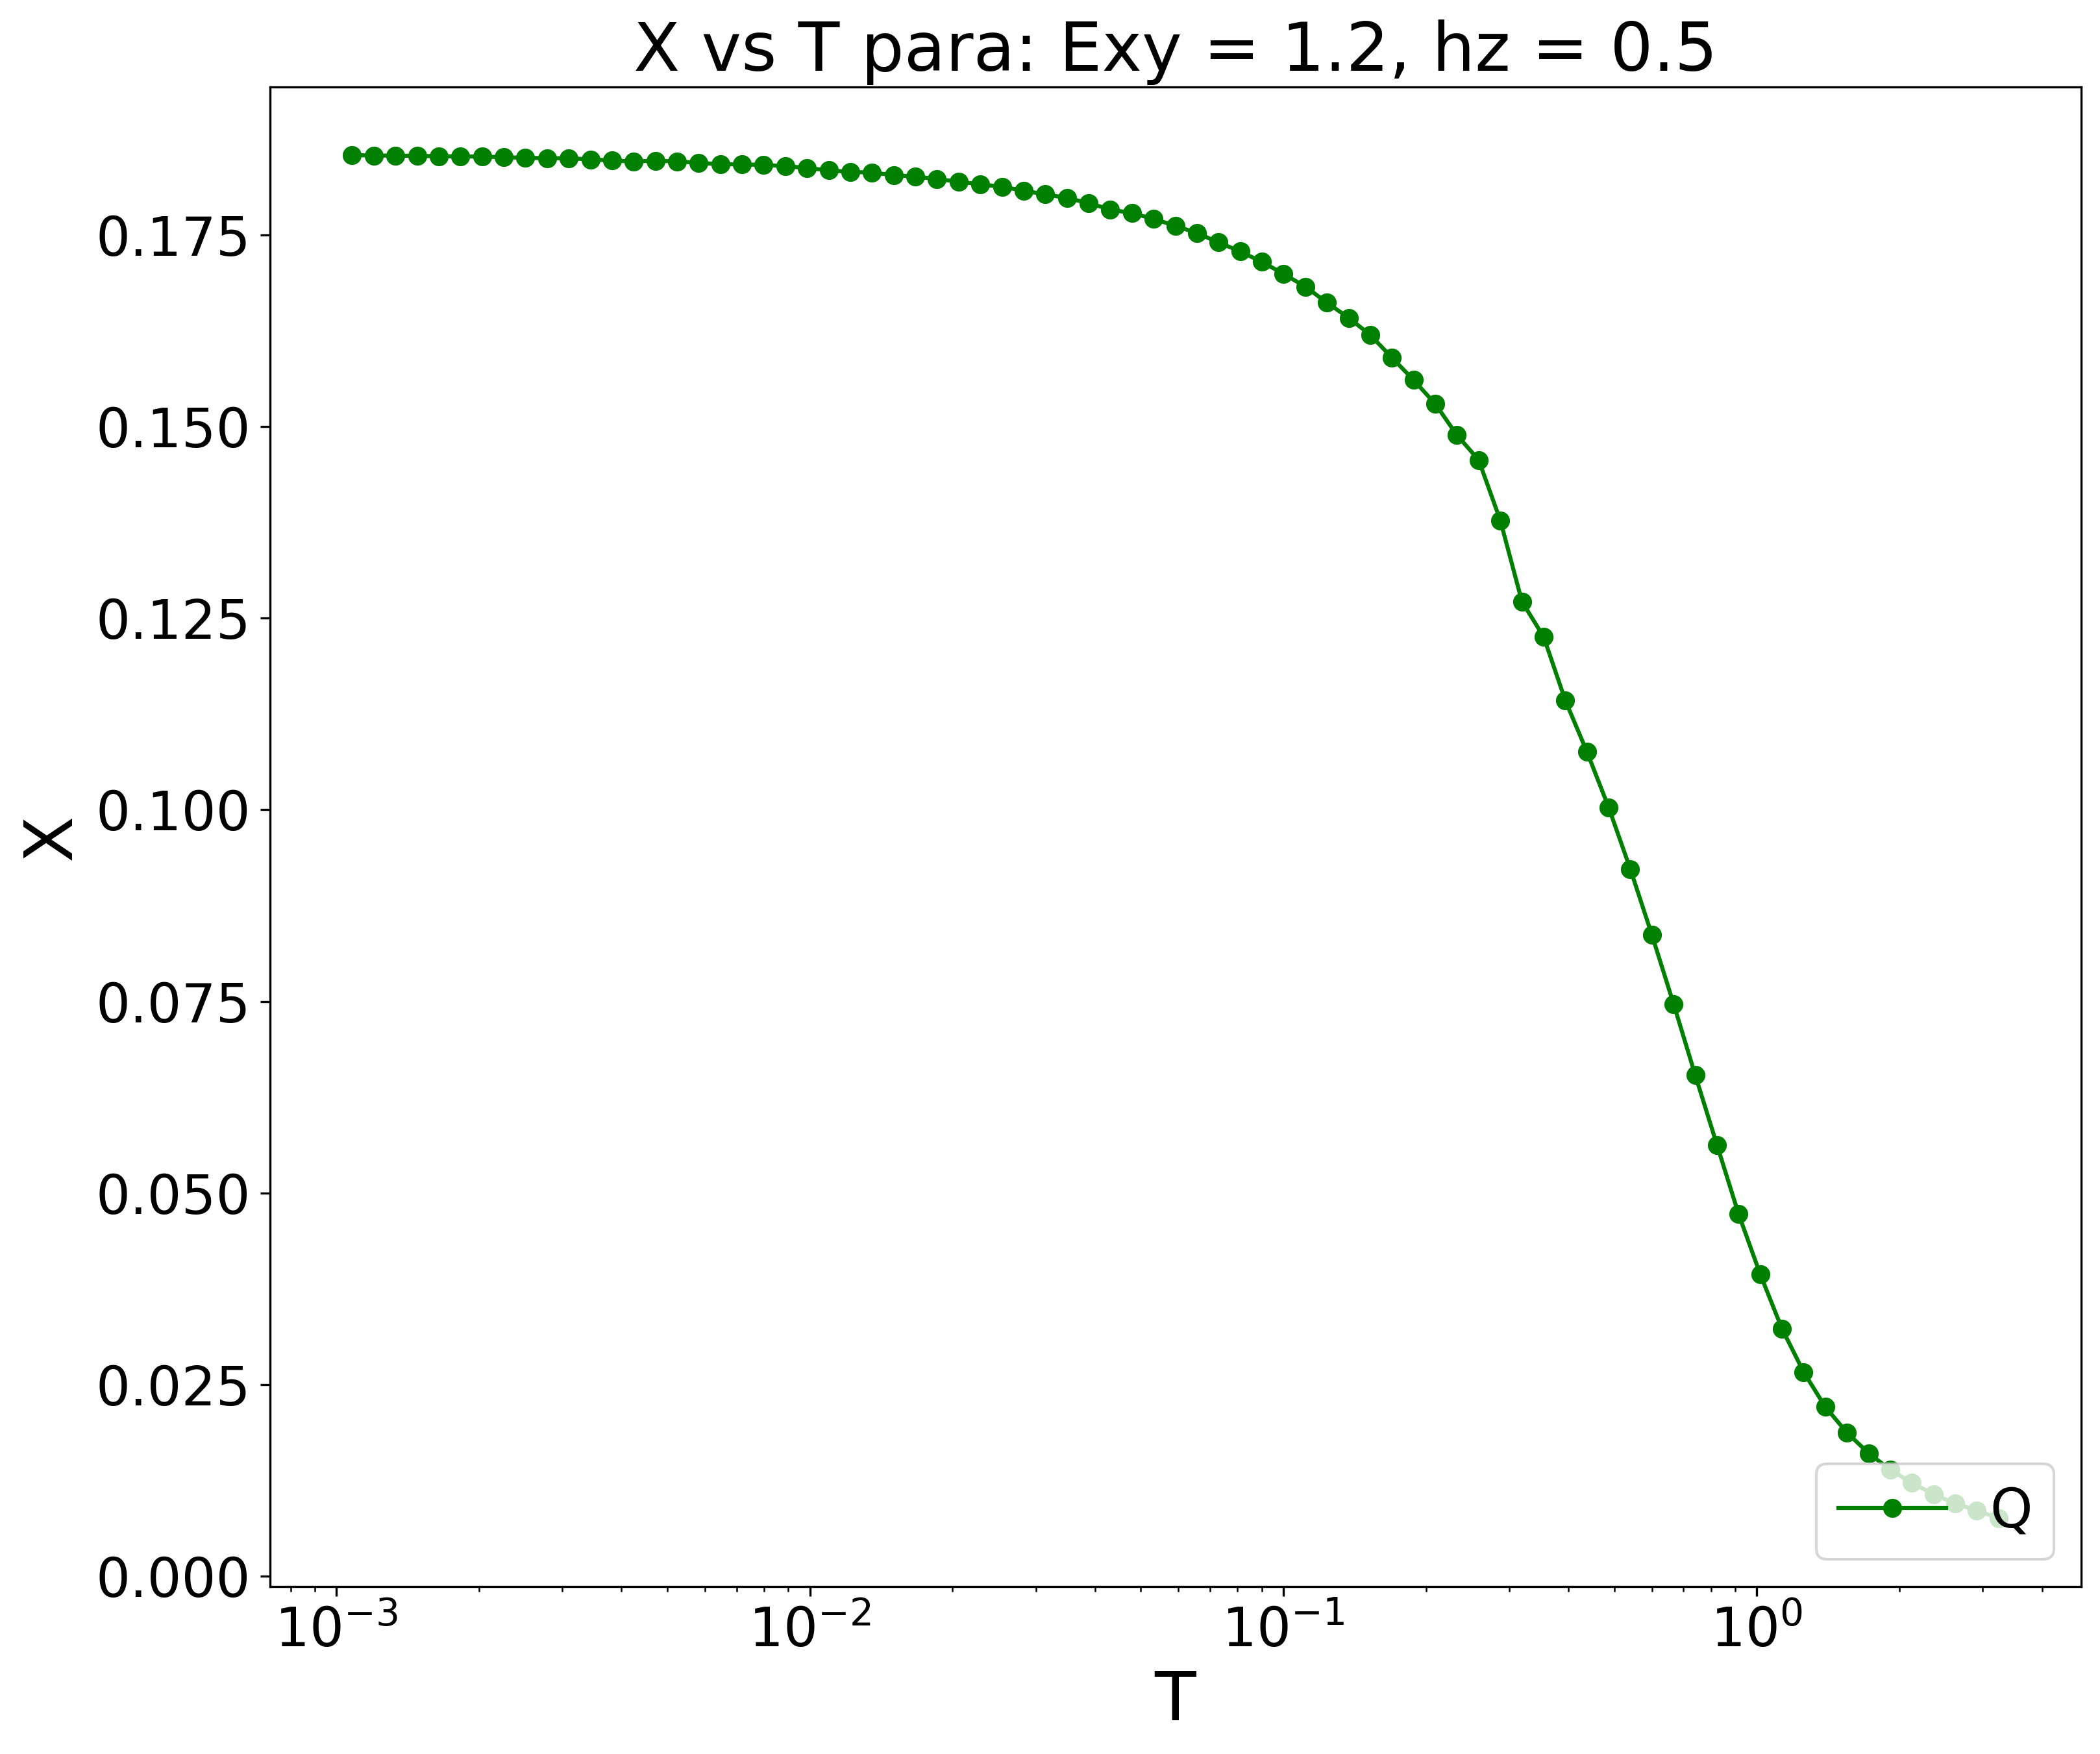 X vs T para: Exy = 1.2, hz = 0.5
X
0.175
0.150
0.125
0.100
0.075
0.050
0.025
0.000
Q
10⁻³ 10⁻² 10⁻¹ 10⁰
T